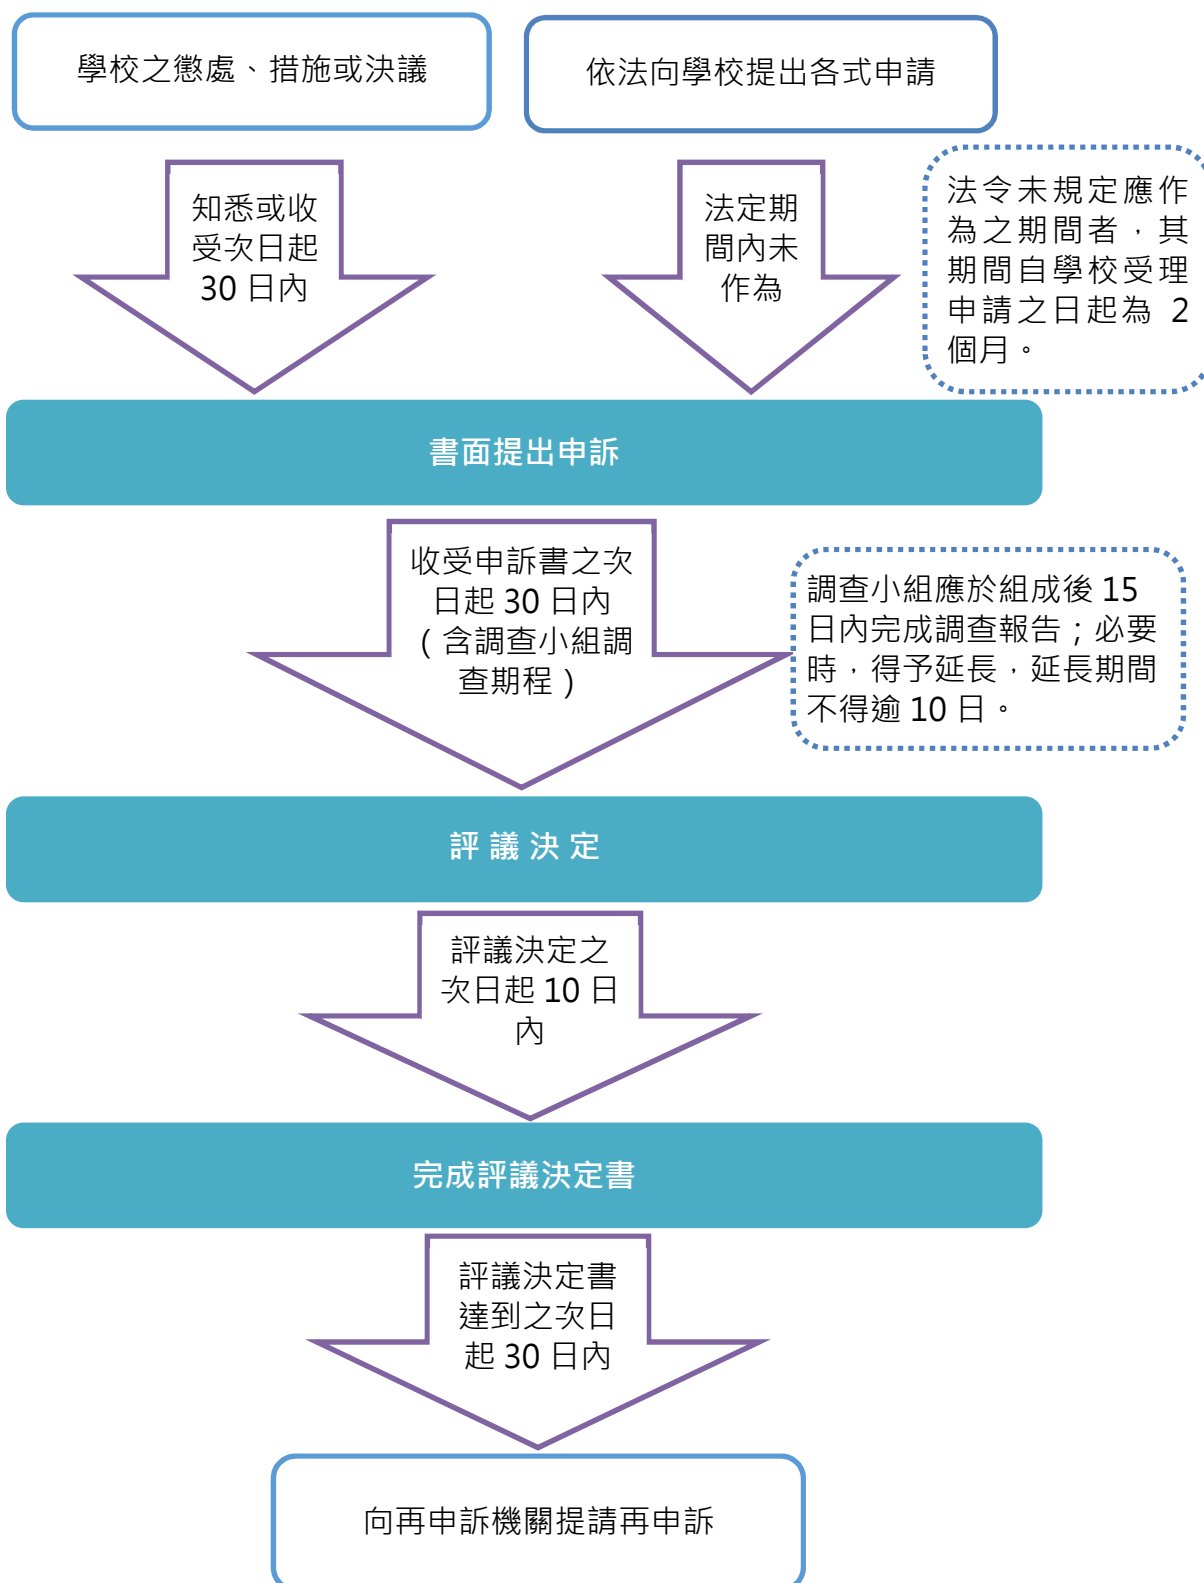 學校之懲處、措施或決議
依法向學校提出各式申請
知悉或收
受次日起
30 日內
法定期
間內未
作為
法令未規定應作
為之期間者，其
期間自學校受理
申請之日起為 2
個月。
書面提出申訴
收受申訴書之次
日起 30 日內
（含調查小組調
查期程）
調查小組應於組成後 15
日內完成調查報告；必要
時，得予延長，延長期間
不得逾 10 日。
評 議 決 定
評議決定之
次日起 10 日
內
完成評議決定書
評議決定書
達到之次日
起 30 日內
向再申訴機關提請再申訴